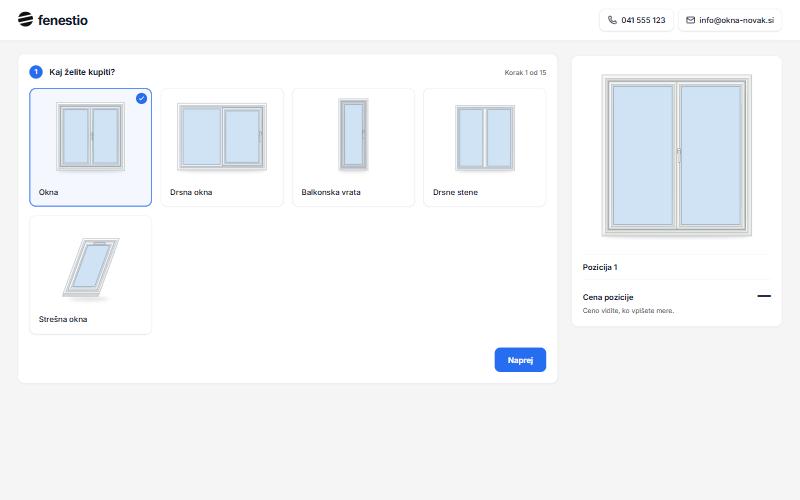 fenestio
041 555 123
info@okna-novak.si
1
Kaj želite kupiti?
Korak 1 od 15
Okna
Drsna okna
Balkonska vrata
Drsne stene
Strešna okna
Naprej
Pozicija 1
Cena pozicije
Ceno vidite, ko vpišete mere.